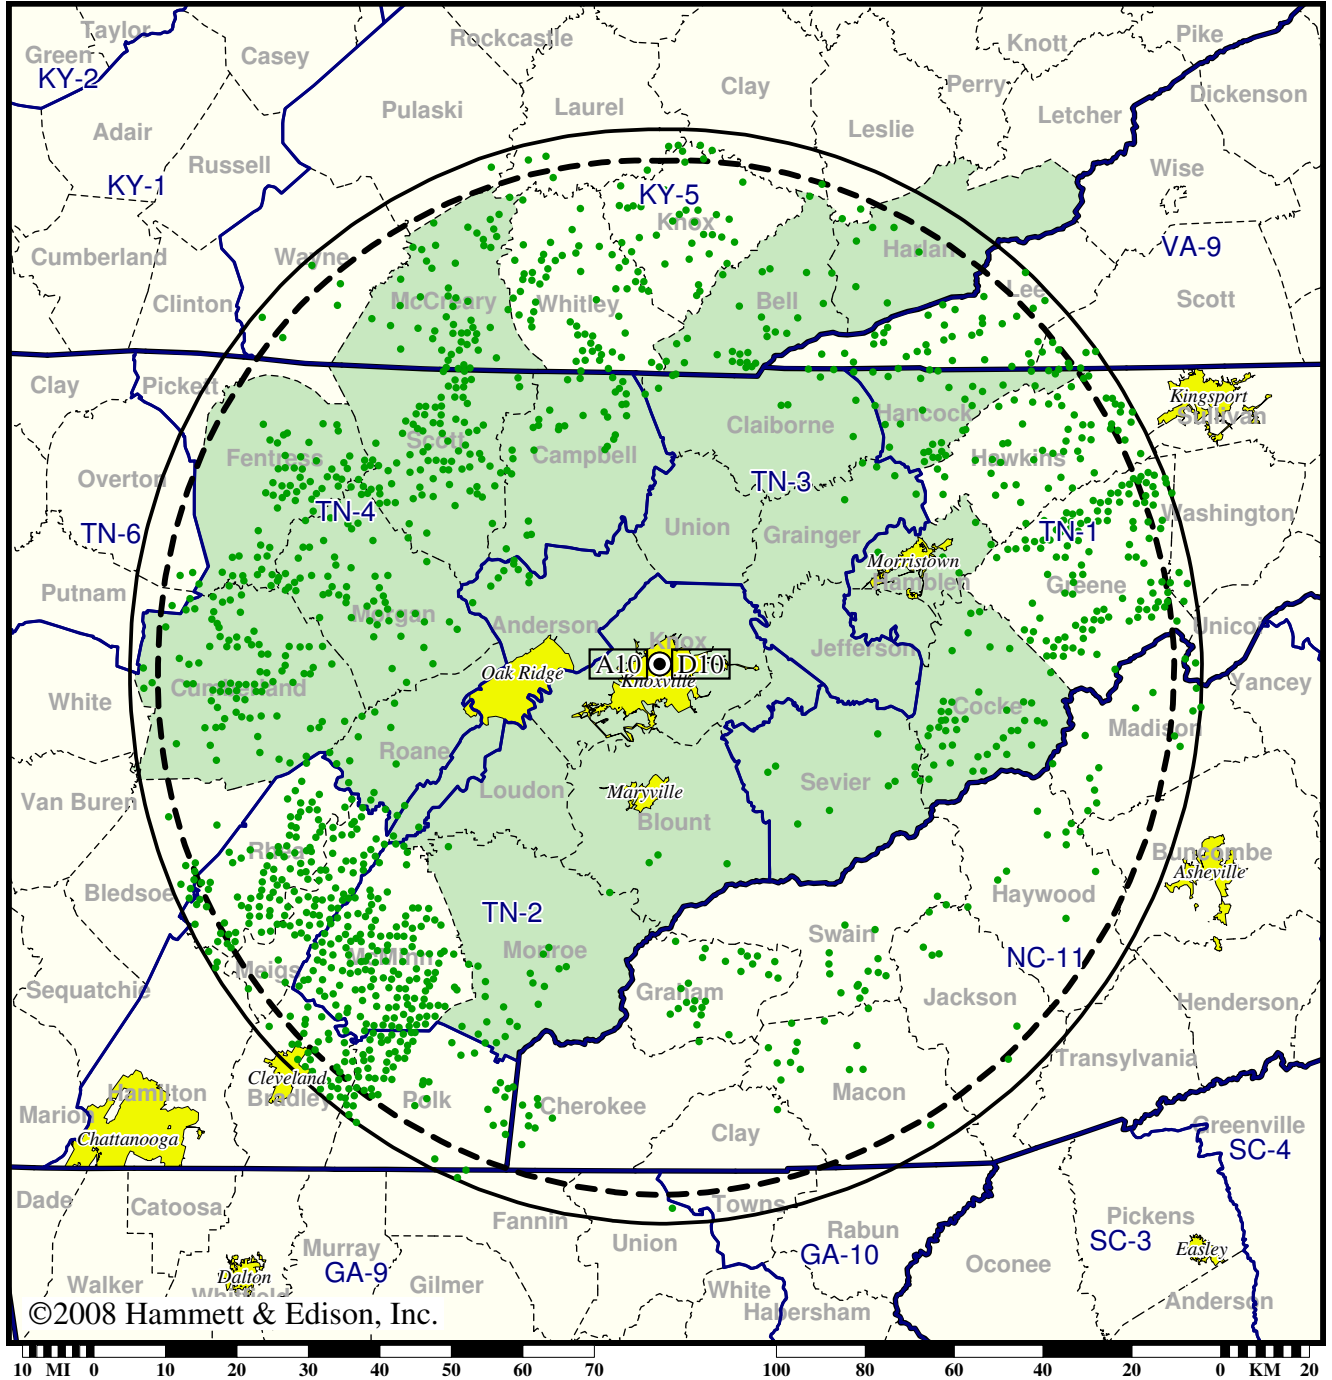 Taylor
Green
KY-2
Casey
Rockcastle
Knott
Pike
Pulaski
Laurel
Clay
Perry
Letcher
Dickenson
Adair
Leslie
Russell
KY-1
KY-5
Wise
Knox
Cumberland
Wayne
Harlan
VA-9
Clinton
McCreary
Whitley
Bell
Lee
Scott
Clay
Pickett
Kingsport
Sullivan
Claiborne
Hancock
Scott
Fentress
Campbell
Hawkins
Overton
TN-3
TN-4
TN-6
Union
Grainger
TN-1
Washington
Morristown
Hamblen
Greene
Putnam
Morgan
Anderson
Knox
Jefferson
Unicoi
A10 D10
Oak Ridge
Knoxville
Cumberland
White
Yancey
Cocke
Madison
Roane
Loudon
Maryville
Sevier
Van Buren
Blount
Rhea
Buncombe
Asheville
Bledsoe
Haywood
TN-2
Swain
McMinn
Monroe
NC-11
Meigs
Sequatchie
Graham
Jackson
Henderson
Transylvania
Cleveland
Hamilton
Bradley
Polk
Cherokee
Macon
Marion
Chattanooga
Clay
Greenville
SC-4
Dade
Catoosa
Fannin
Towns
Rabun
Pickens
SC-3
Murray
Union
GA-10
Easley
GA-9
Dalton
Walker
Whitfield
Gilmer
White
Habersham
Oconee
Anderson
©2008 Hammett & Edison, Inc.
10 MI 0 10 20 30 40 50 60 70 100 80 60 40 20 0 KM 20